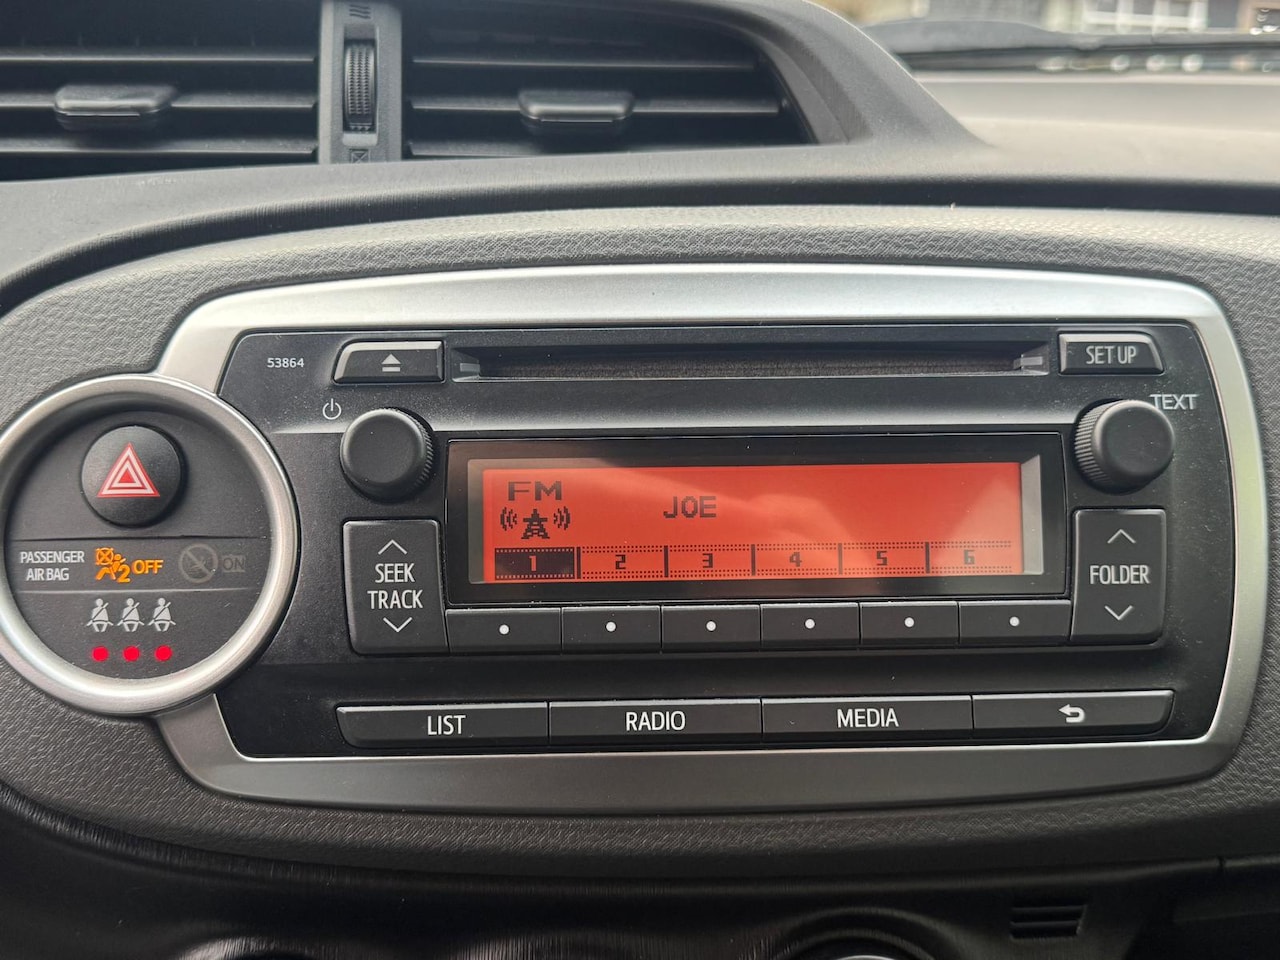 53864
SET UP
TEXT
FM
JOE
1 2 3 4 5 6
SEEK
TRACK
FOLDER
PASSENGER
AIR BAG
2 OFF
ON
LIST
RADIO
MEDIA